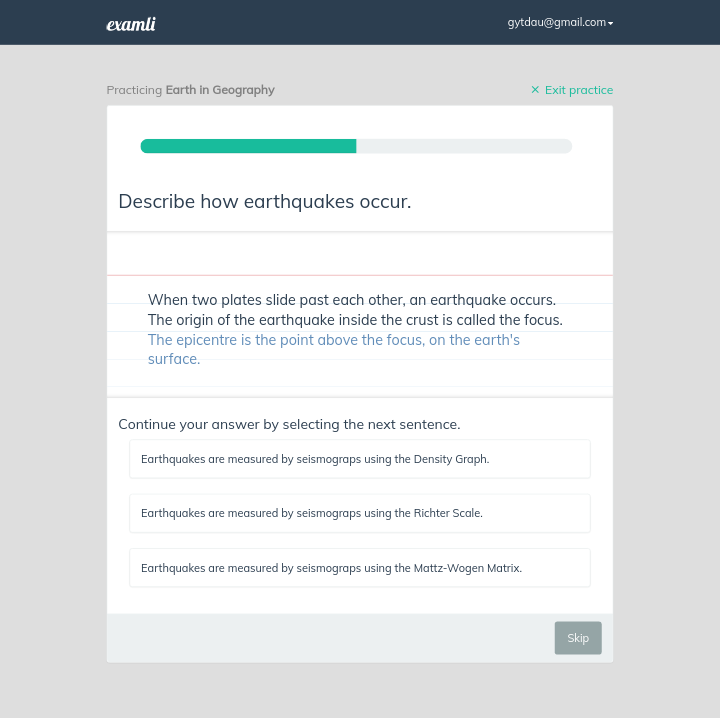 examli
gytdau@gmail.com
Practicing Earth in Geography
✕ Exit practice
Describe how earthquakes occur.
When two plates slide past each other, an earthquake occurs.
The origin of the earthquake inside the crust is called the focus.
The epicentre is the point above the focus, on the earth's
surface.
Continue your answer by selecting the next sentence.
Earthquakes are measured by seismograps using the Density Graph.
Earthquakes are measured by seismograps using the Richter Scale.
Earthquakes are measured by seismograps using the Mattz-Wogen Matrix.
Skip